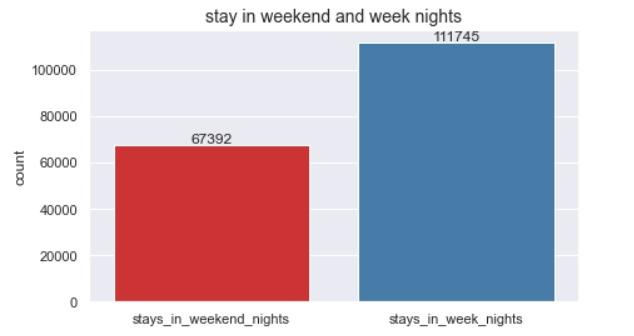 stay in weekend and week nights
111745
100000
80000
67392
60000
40000
20000
0
count
stays_in_weekend_nights
stays_in_week_nights